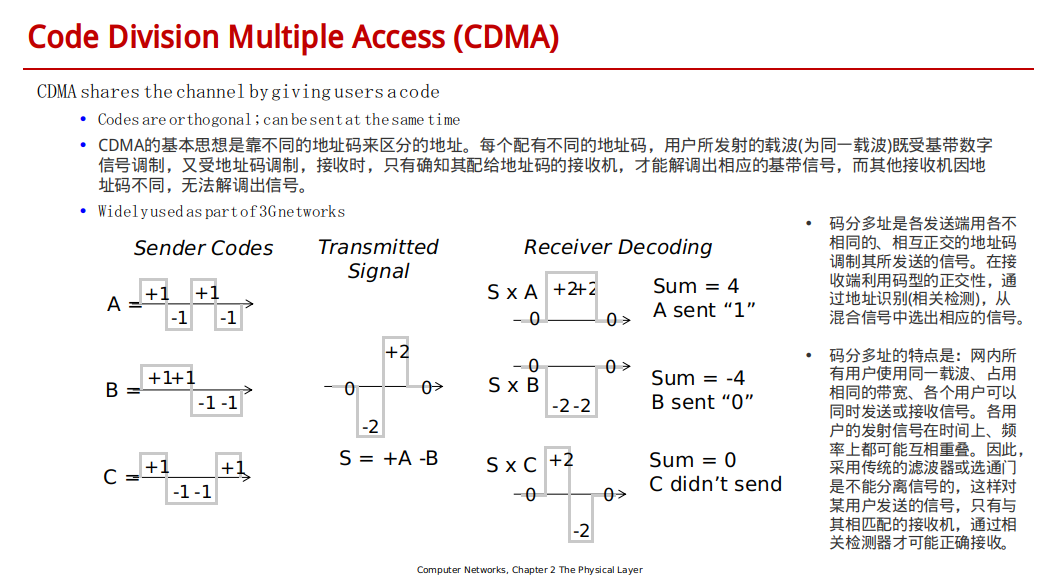 Code Division Multiple Access (CDMA)
CDMA shares the channel by giving users a code
• Codes are orthogonal; can be sent at the same time
• CDMA的基本思想是靠不同的地址码来区分的地址。每个配有不同的地址码，用户所发射的载波(为同一载波)既受基带数字
信号调制，又受地址码调制，接收时，只有确知其配给地址码的接收机，才能解调出相应的基带信号，而其他接收机因地
址码不同，无法解调出信号。
• Widely used as part of 3G networks
Sender Codes
A =
+1
-1
+1
-1
B =
+1+1
-1 -1
C =
+1
-1 -1
+1
Transmitted
Signal
0
-2
+2
0
S = +A -B
Receiver Decoding
S x A
0
+2+2
0
Sum = 4
A sent “1”
S x B
0
-2 -2
0
Sum = -4
B sent “0”
S x C
0
+2
-2
0
Sum = 0
C didn’t send
• 码分多址是各发送端用各不
相同的、相互正交的地址码
调制其所发送的信号。在接
收端利用码型的正交性，通
过地址识别(相关检测)，从
混合信号中选出相应的信号。
• 码分多址的特点是：网内所
有用户使用同一载波、占用
相同的带宽、各个用户可以
同时发送或接收信号。各用
户的发射信号在时间上、频
率上都可能互相重叠。因此，
采用传统的滤波器或选通门
是不能分离信号的，这样对
某用户发送的信号，只有与
其相匹配的接收机，通过相
关检测器才可能正确接收。
Computer Networks, Chapter 2 The Physical Layer